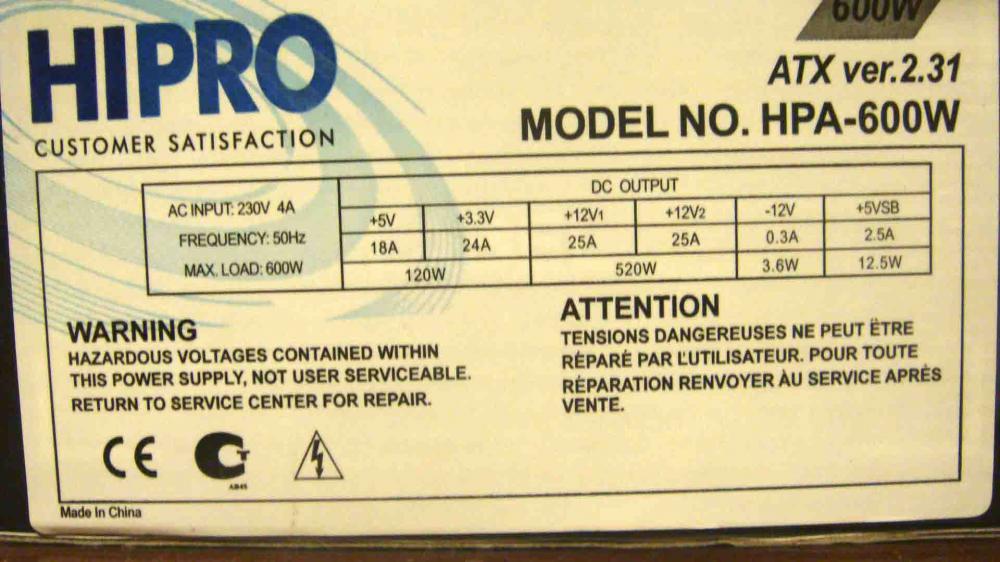 600W
HIPRO
CUSTOMER SATISFACTION
ATX ver.2.31
MODEL NO. HPA-600W
AC INPUT: 230V 4A
FREQUENCY: 50Hz
MAX. LOAD: 600W
DC OUTPUT
+5V +3.3V +12V1 +12V2 -12V +5VSB
18A 24A 25A 25A 0.3A 2.5A
120W 520W 3.6W 12.5W
WARNING
HAZARDOUS VOLTAGES CONTAINED WITHIN
THIS POWER SUPPLY, NOT USER SERVICEABLE.
RETURN TO SERVICE CENTER FOR REPAIR.
ATTENTION
TENSIONS DANGEREUSES NE PEUT ËTRE
RÉPARÉ PAR L'UTILISATEUR. POUR TOUTE
RÉPARATION RENVOYER ÀU SERVICE APRÉS
VENTE.
CE
Made In China